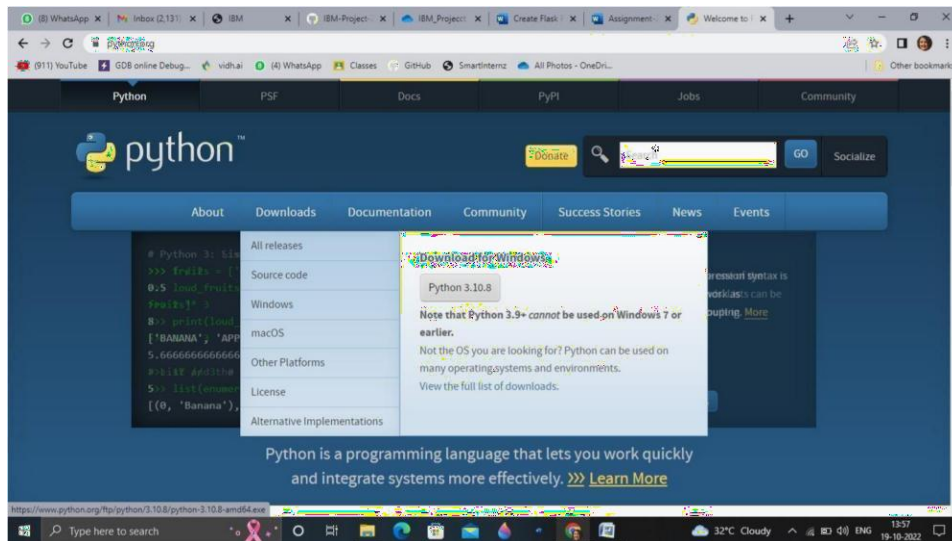 (8) WhatsApp
Inbox (2,131)
IBM
IBM-Project-
IBM_Project
Create Flask
Assignment-
Welcome to
python.org
(911) YouTube
GDB online Debug...
vidh.ai
(4) WhatsApp
Classes
GitHub
Smartinternz
All Photos - OneDri...
Other bookmark
Python
PSF
Docs
PyPI
Jobs
Community
python™
Donate
Search
GO
Socialize
About
Downloads
Documentation
Community
Success Stories
News
Events
# Python 3:
>>> fruits = [
>>> print(loud_
['BANANA', 'APP
>>> list(enumer
[(0, 'Banana'),
All releases
Source code
Windows
macOS
Other Platforms
License
Alternative Implementations
Download for Windows
Python 3.10.8
Note that Python 3.9+ cannot be used on Windows 7 or
earlier.
Not the OS you are looking for? Python can be used on
many operating systems and environments.
View the full list of downloads.
More
Python is a programming language that lets you work quickly
and integrate systems more effectively. >>> Learn More
https://www.python.org/ftp/python/3.10.8/python-3.10.8-amd64.exe
Type here to search
32°C Cloudy
ENG
13:57
19-10-2022